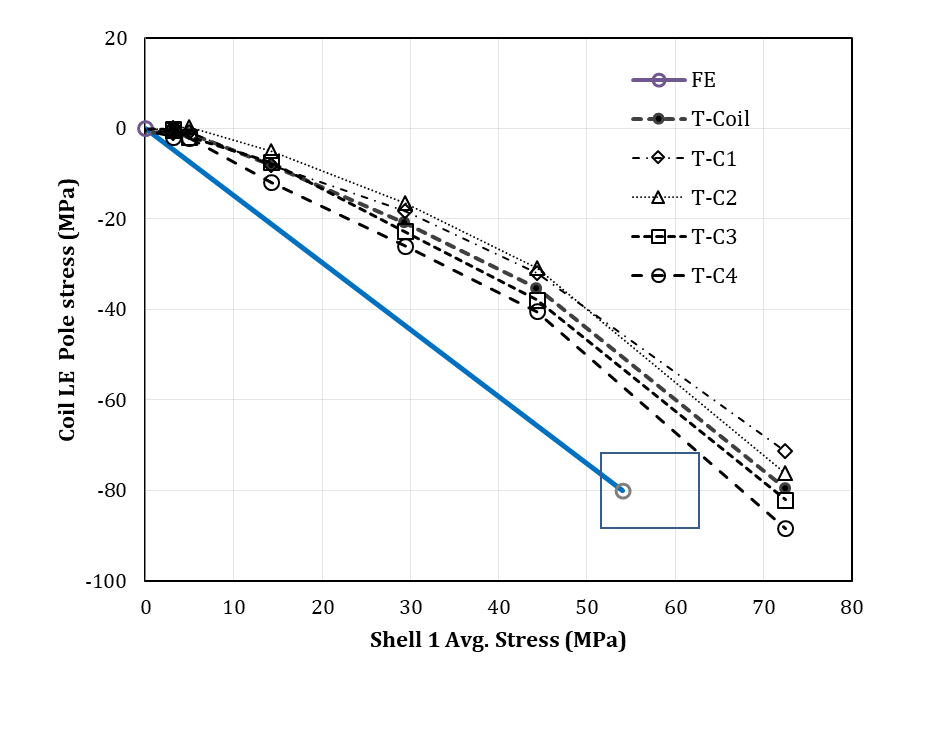 20
0
-20
-40
-60
-80
-100
0 10 20 30 40 50 60 70 80
Coil LE Pole stress (MPa)
Shell 1 Avg. Stress (MPa)
FE
T-Coil
T-C1
T-C2
T-C3
T-C4